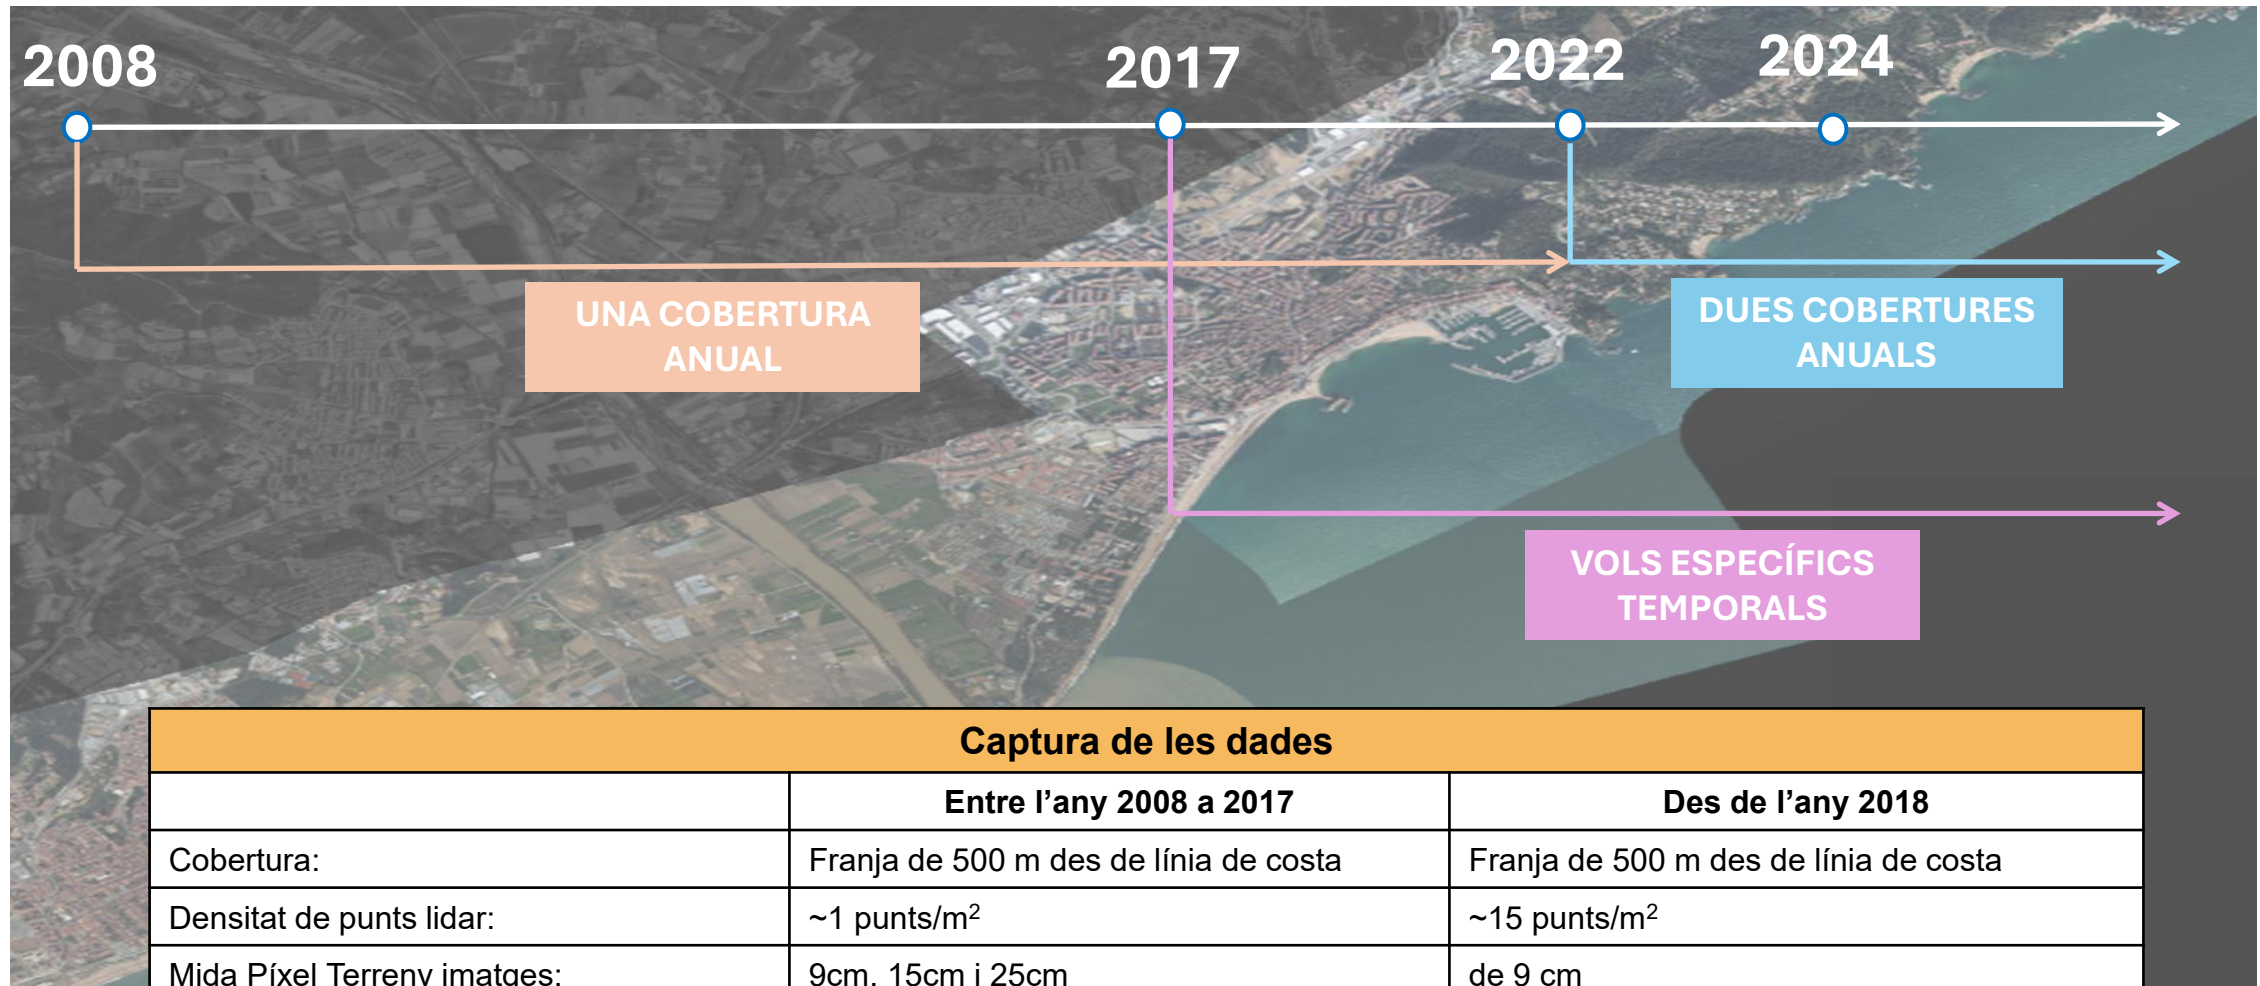 2008
2017
2022
2024
UNA COBERTURA
ANUAL
DUES COBERTURES
ANUALS
VOLS ESPECÍFICS
TEMPORALS
Captura de les dades
Entre l’any 2008 a 2017
Des de l’any 2018
Cobertura:
Franja de 500 m des de línia de costa
Franja de 500 m des de línia de costa
Densitat de punts lidar:
~1 punts/m²
~15 punts/m²
Mida Píxel Terreny imatges:
9cm, 15cm i 25cm
de 9 cm